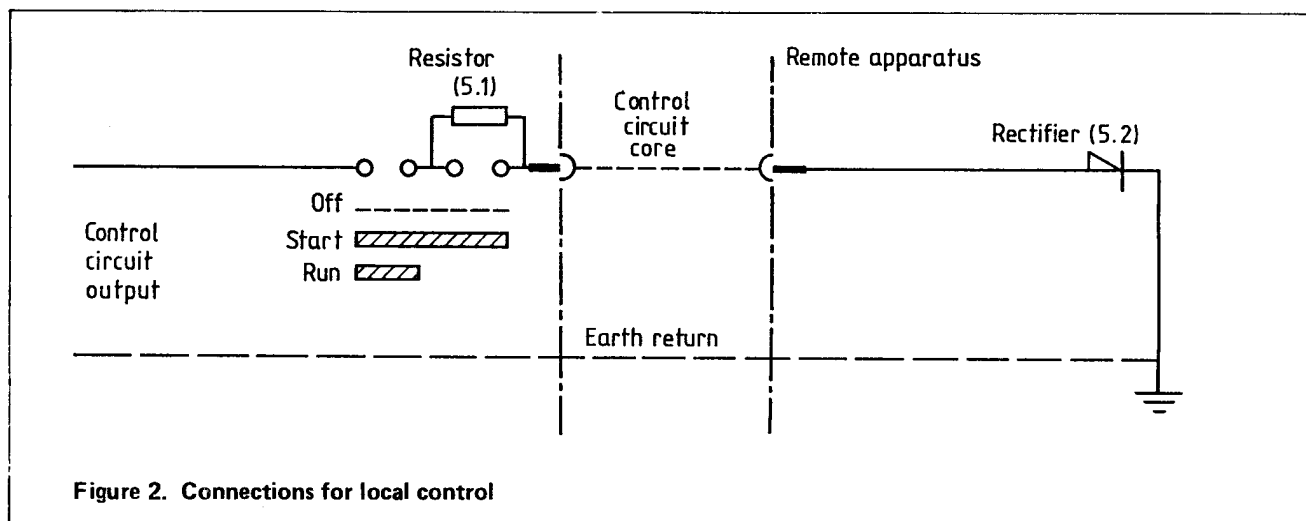 Resistor
(5.1)
Remote apparatus
Control
circuit
core
Rectifier (5.2)
Off
Start
Run
Control
circuit
output
Earth return
Figure 2. Connections for local control